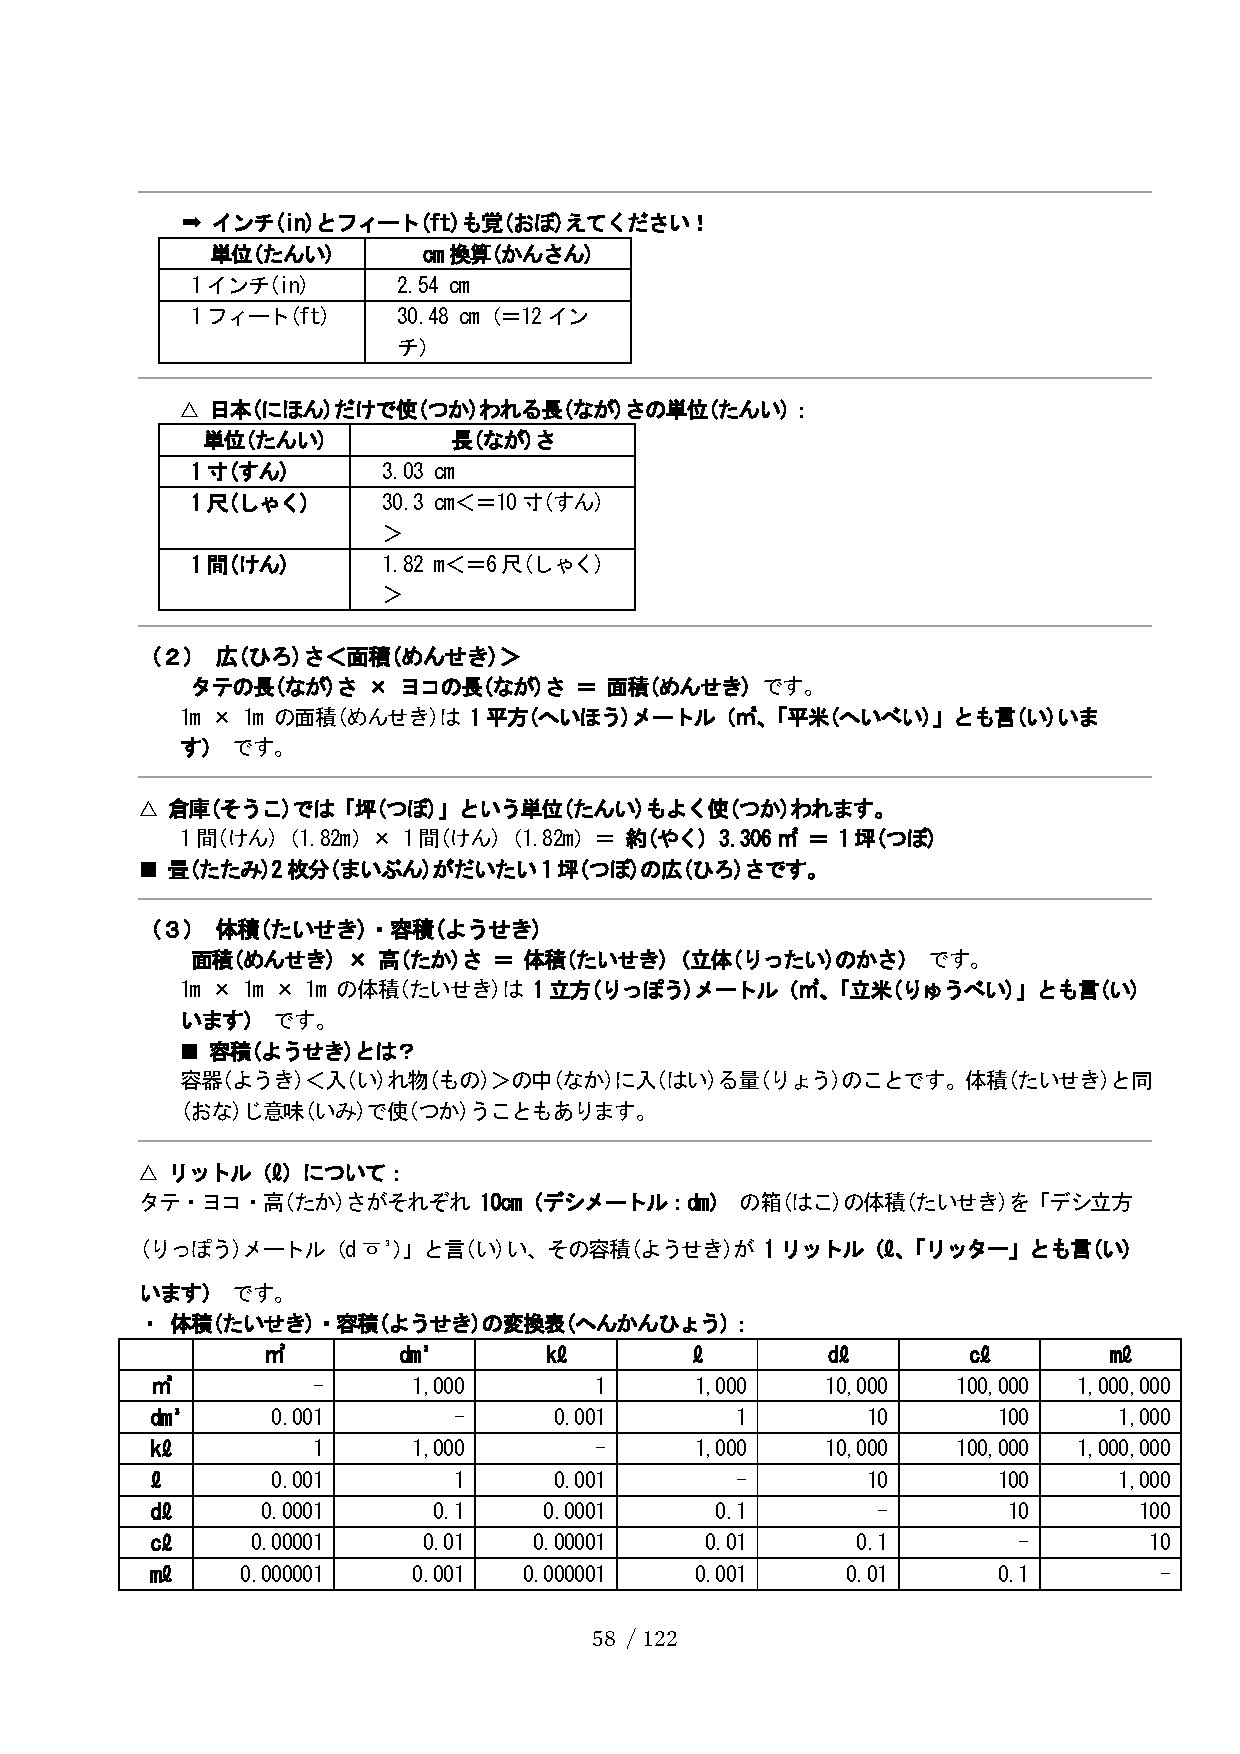 ➡ インチ(in)とフィート(ft)も覚(おぼ)えてください！
単位(たんい) cm換算(かんさん)
1インチ(in) 2.54 cm
1フィート(ft) 30.48 cm (＝12イン
チ)
△ 日本(にほん)だけで使(つか)われる長(なが)さの単位(たんい)：
単位(たんい) 長(なが)さ
1寸(すん) 3.03 cm
1尺(しゃく) 30.3 cm＜＝10寸(すん)
＞
1間(けん) 1.82 m＜＝6尺(しゃく)
＞
(２) 広(ひろ)さ＜面積(めんせき)＞
タテの長(なが)さ × ヨコの長(なが)さ ＝ 面積(めんせき) です。
1m × 1m の面積(めんせき)は 1平方(へいほう)メートル (㎡、「平米(へいべい)」とも言(い)いま
す) です。
△ 倉庫(そうこ)では「坪(つぼ)」という単位(たんい)もよく使(つか)われます。
1間(けん) (1.82m) × 1間(けん) (1.82m) ＝ 約(やく) 3.306㎡ ＝ 1坪(つぼ)
■ 畳(たたみ)2枚分(まいぶん)がだいたい1坪(つぼ)の広(ひろ)さです。
(３) 体積(たいせき)・容積(ようせき)
面積(めんせき) × 高(たか)さ ＝ 体積(たいせき) (立体(りったい)のかさ) です。
1m × 1m × 1m の体積(たいせき)は 1立方(りっぽう)メートル (㎥、「立米(りゅうべい)」とも言(い)
います) です。
■ 容積(ようせき)とは？
容器(ようき)＜入(い)れ物(もの)＞の中(なか)に入(はい)る量(りょう)のことです。体積(たいせき)と同
(おな)じ意味(いみ)で使(つか)うこともあります。
△ リットル (ℓ) について：
タテ・ヨコ・高(たか)さがそれぞれ 10cm (デシメートル：dm) の箱(はこ)の体積(たいせき)を「デシ立方
(りっぽう)メートル (dㅠ³)」と言(い)い、その容積(ようせき)が 1リットル (ℓ、「リッター」とも言(い)
います) です。
・ 体積(たいせき)・容積(ようせき)の変換表(へんかんひょう)：
㎥ dm³ kℓ ℓ dℓ cℓ mℓ
㎥ - 1,000 1 1,000 10,000 100,000 1,000,000
dm³ 0.001 - 0.001 1 10 100 1,000
kℓ 1 1,000 - 1,000 10,000 100,000 1,000,000
ℓ 0.001 1 0.001 - 10 100 1,000
dℓ 0.0001 0.1 0.0001 0.1 - 10 100
cℓ 0.00001 0.01 0.00001 0.01 0.1 - 10
mℓ 0.000001 0.001 0.000001 0.001 0.01 0.1 -
58 / 122